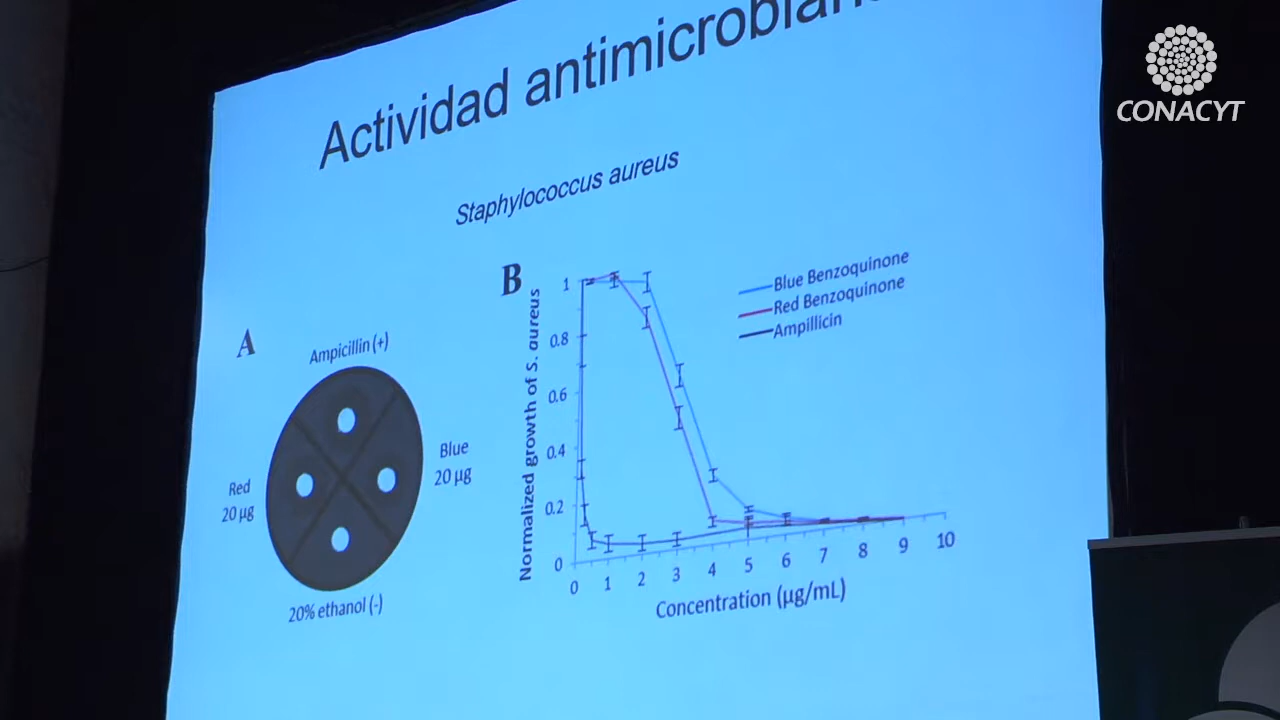 Actividad antimicrobian
Staphylococcus aureus
CONACYT
A
Ampicillin (+)
Red
20 µg
Blue
20 µg
20% ethanol (-)
B
Normalized growth of S. aureus
1
0.8
0.6
0.4
0.2
0
0 1 2 3 4 5 6 7 8 9 10
Concentration (µg/mL)
Blue Benzoquinone
Red Benzoquinone
Ampillicin